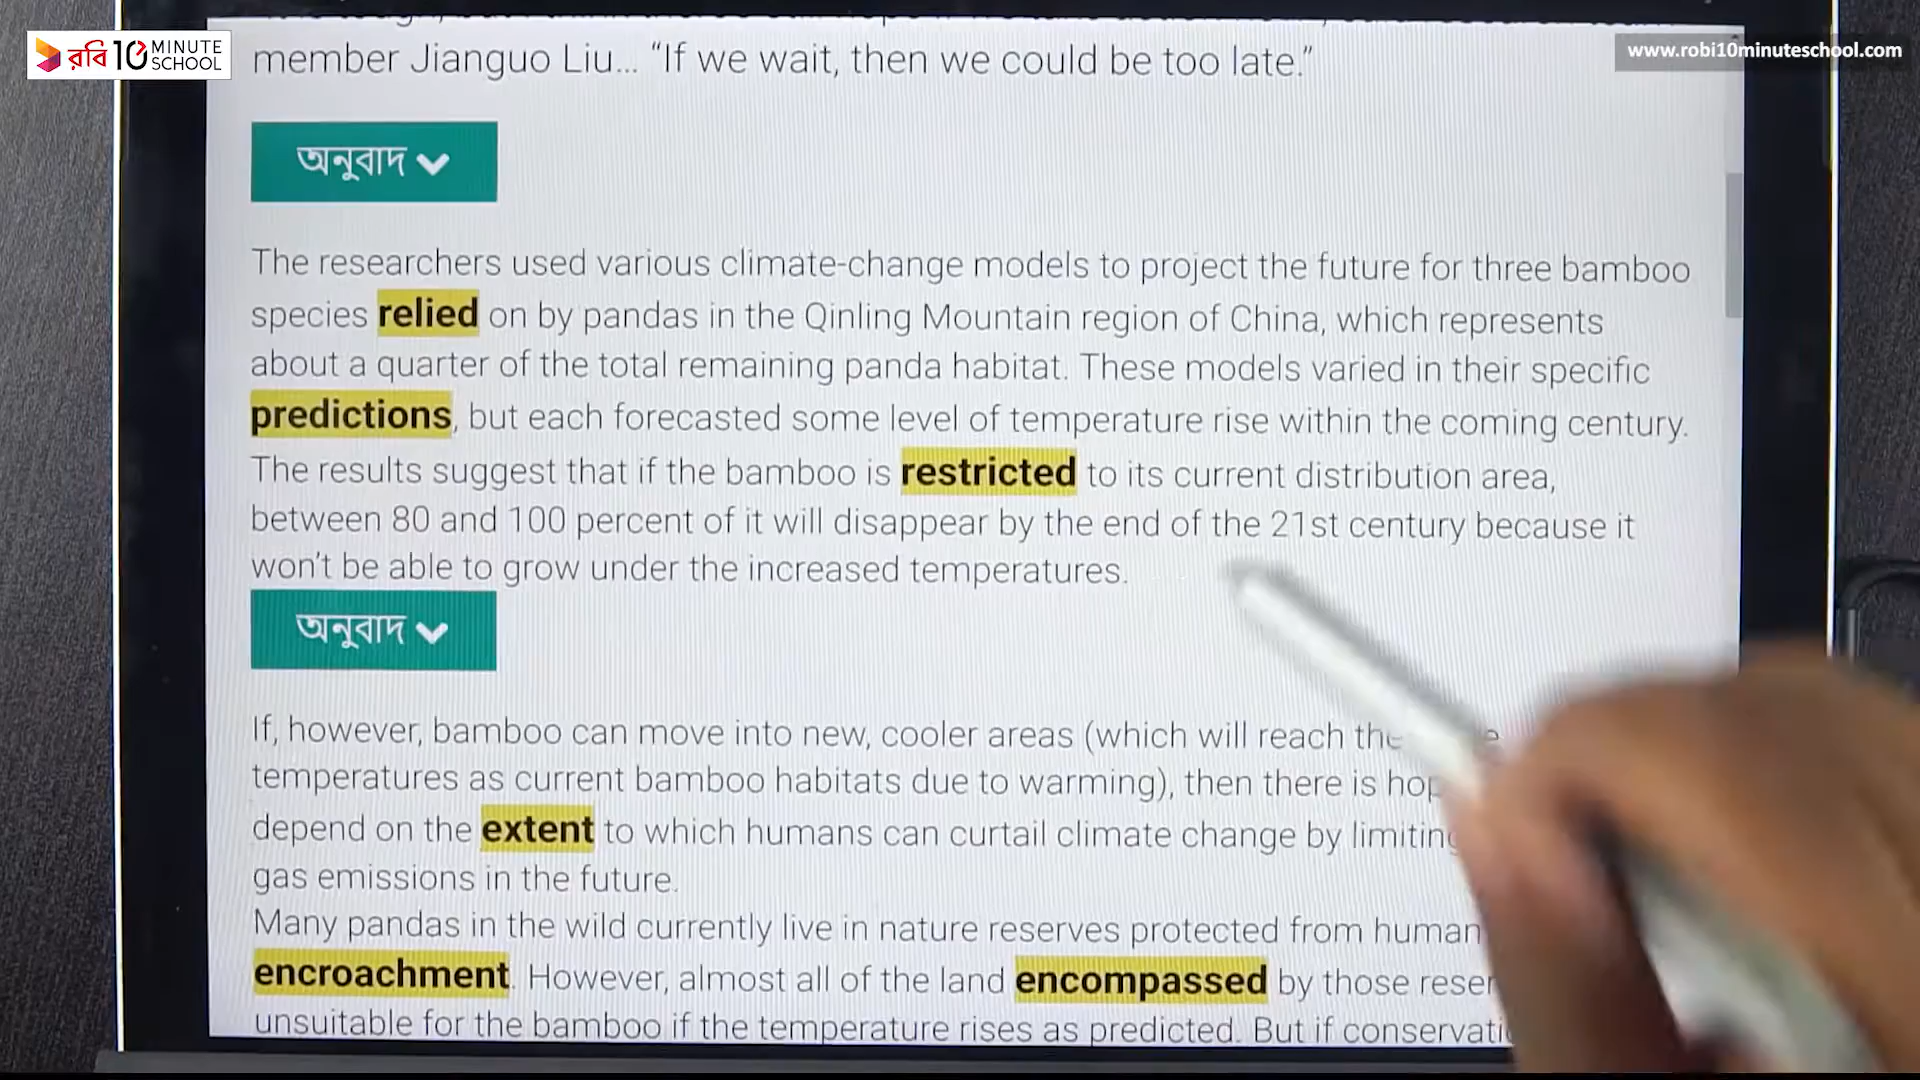 রবি 10 MINUTE SCHOOL
www.robi10minuteschool.com
member Jianguo Liu... “If we wait, then we could be too late.”
অনুবাদ
The researchers used various climate-change models to project the future for three bamboo
species relied on by pandas in the Qinling Mountain region of China, which represents
about a quarter of the total remaining panda habitat. These models varied in their specific
predictions, but each forecasted some level of temperature rise within the coming century.
The results suggest that if the bamboo is restricted to its current distribution area,
between 80 and 100 percent of it will disappear by the end of the 21st century because it
won't be able to grow under the increased temperatures.
অনুবাদ
If, however, bamboo can move into new, cooler areas (which will reach the
temperatures as current bamboo habitats due to warming), then there is
depend on the extent to which humans can curtail climate change by
gas emissions in the future.
Many pandas in the wild currently live in nature reserves protected from human
encroachment. However, almost all of the land encompassed by those
unsuitable for the bamboo if the temperature rises as predicted. But if